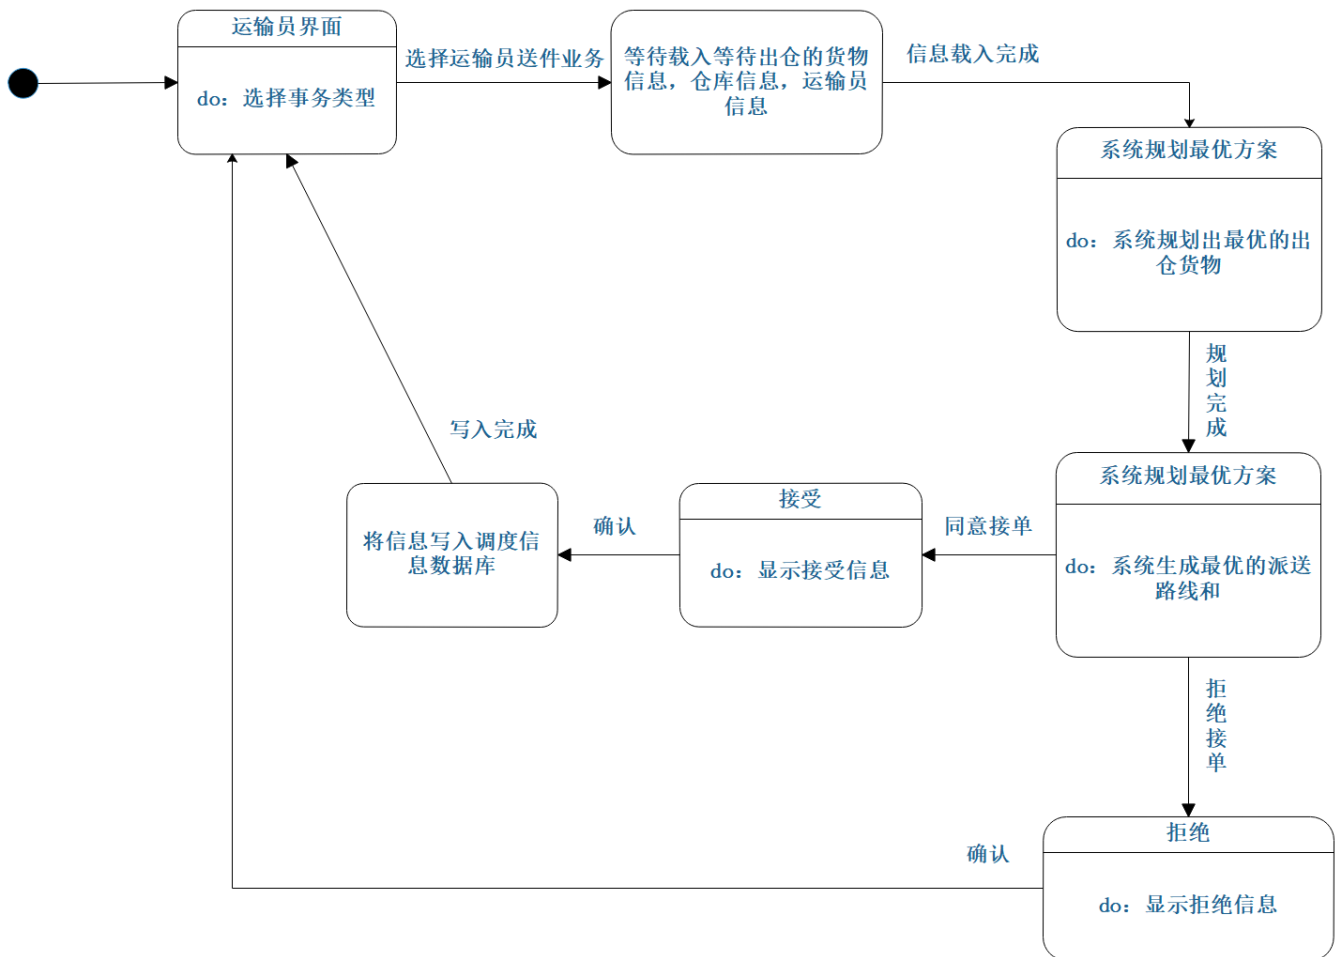 运输员界面
do：选择事务类型
选择运输员送件业务
等待载入等待出仓的货物
信息，仓库信息，运输员
信息
信息载入完成
系统规划最优方案
do：系统规划出最优的出
仓货物
规
划
完
成
系统规划最优方案
do：系统生成最优的派送
路线和
同意接单
接受
do：显示接受信息
确认
将信息写入调度信
息数据库
写入完成
拒
绝
接
单
拒绝
do：显示拒绝信息
确认